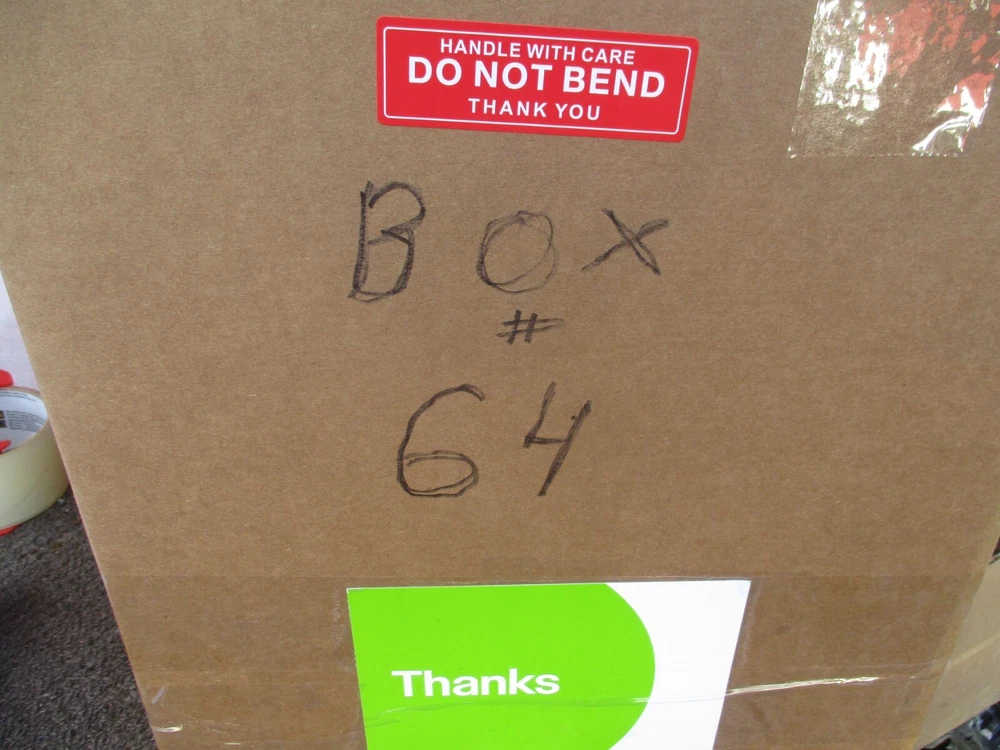 HANDLE WITH CARE
DO NOT BEND
THANK YOU
BOX
#
64
Thanks